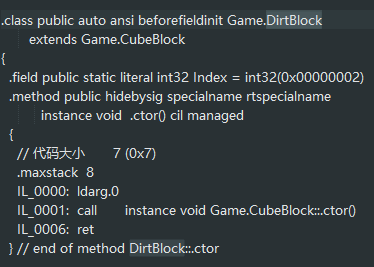 .class public auto ansi beforefieldinit Game.DirtBlock
extends Game.CubeBlock
{
.field public static literal int32 Index = int32(0x00000002)
.method public hidebysig specialname rtspecialname
instance void .ctor() cil managed
{
// 代码大小 7 (0x7)
.maxstack 8
IL_0000: ldarg.0
IL_0001: call instance void Game.CubeBlock::.ctor()
IL_0006: ret
} // end of method DirtBlock::.ctor